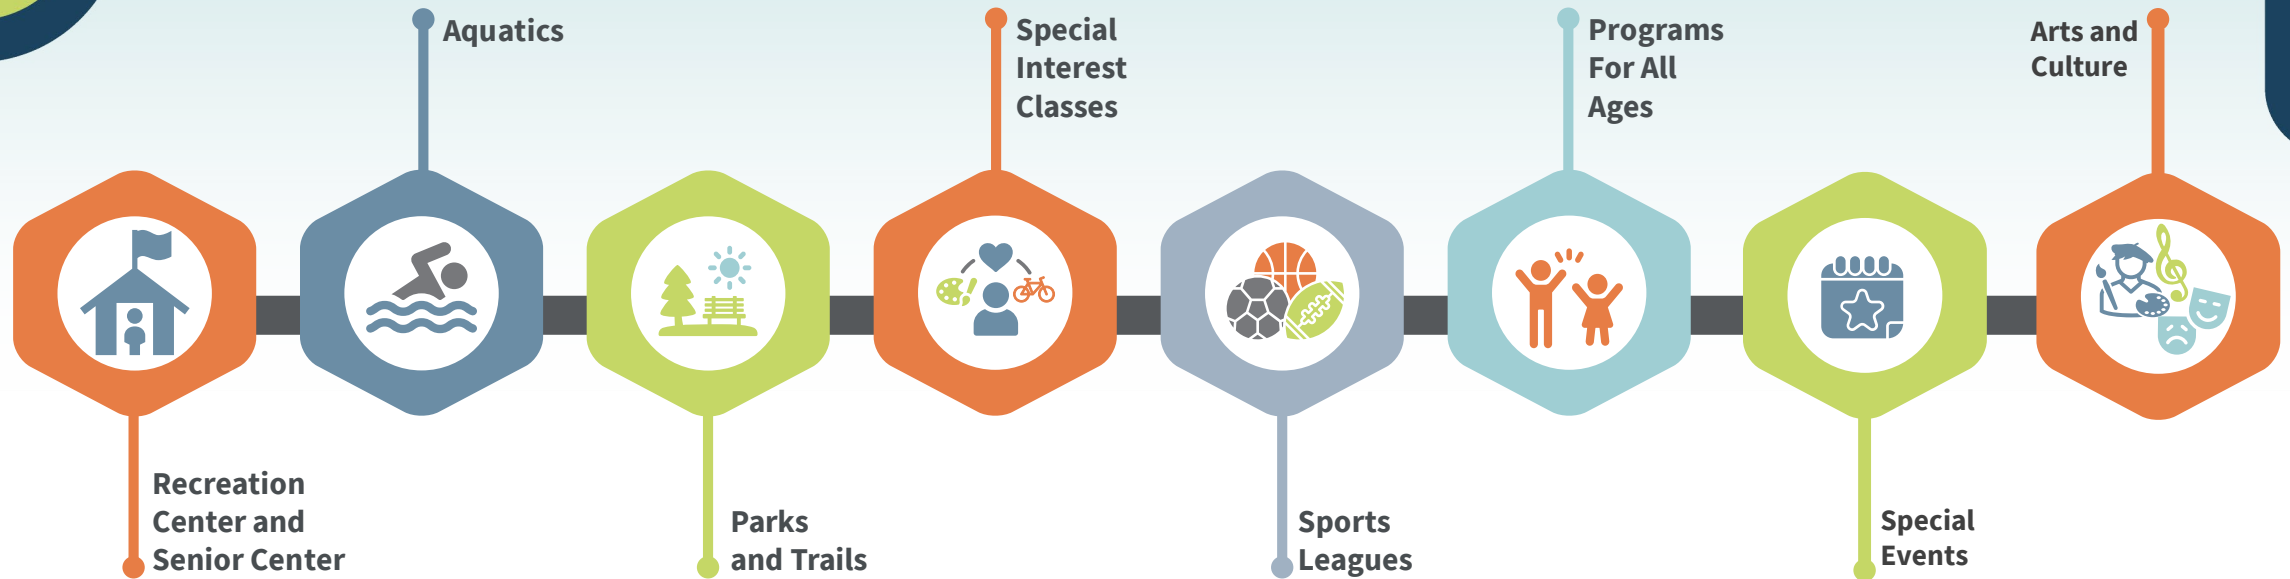 Aquatics
Special
Interest
Classes
Programs
For All
Ages
Arts and
Culture
Recreation
Center and
Senior Center
Parks
and Trails
Sports
Leagues
Special
Events